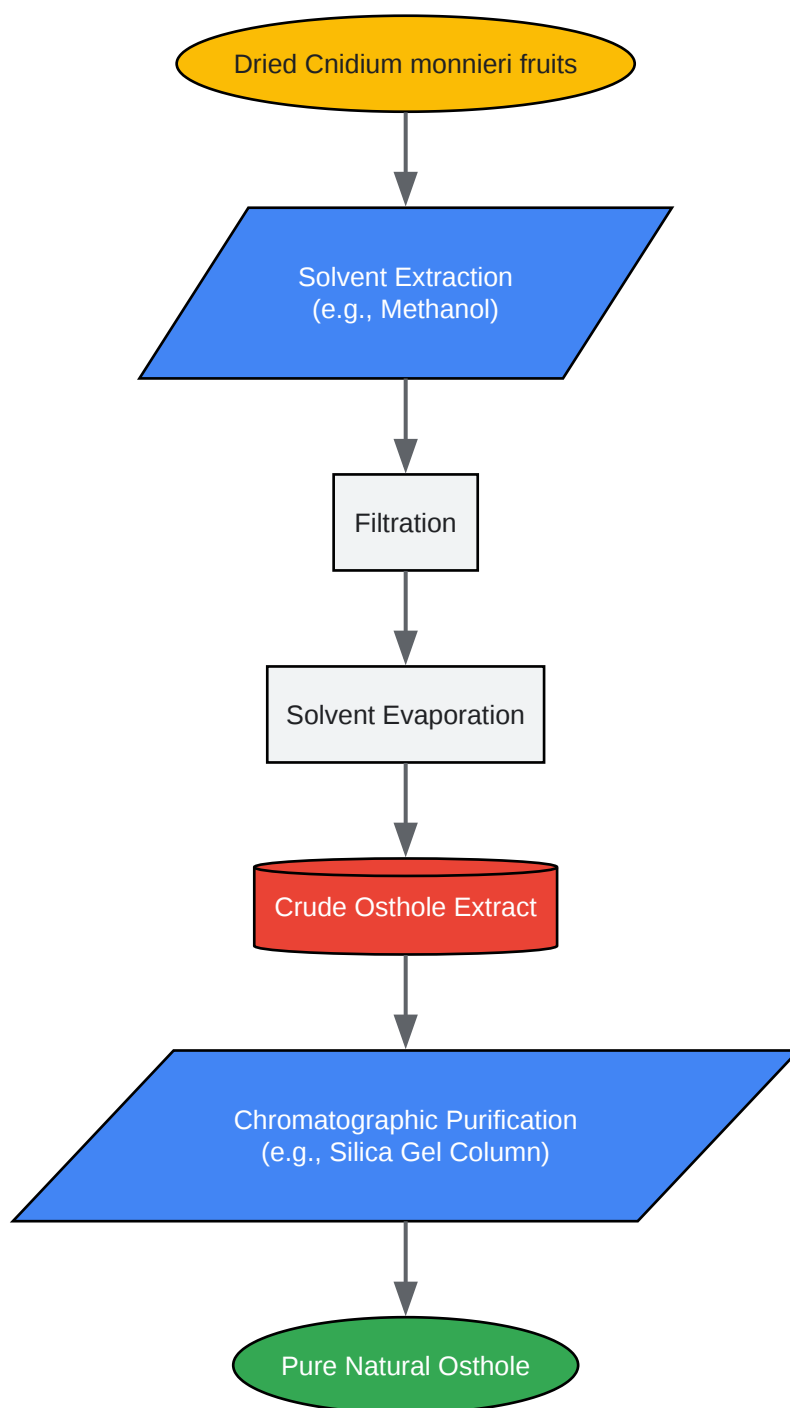 Dried Cnidium monnieri fruits
Solvent Extraction
(e.g., Methanol)
Filtration
Solvent Evaporation
Crude Osthole Extract
Chromatographic Purification
(e.g., Silica Gel Column)
Pure Natural Osthole